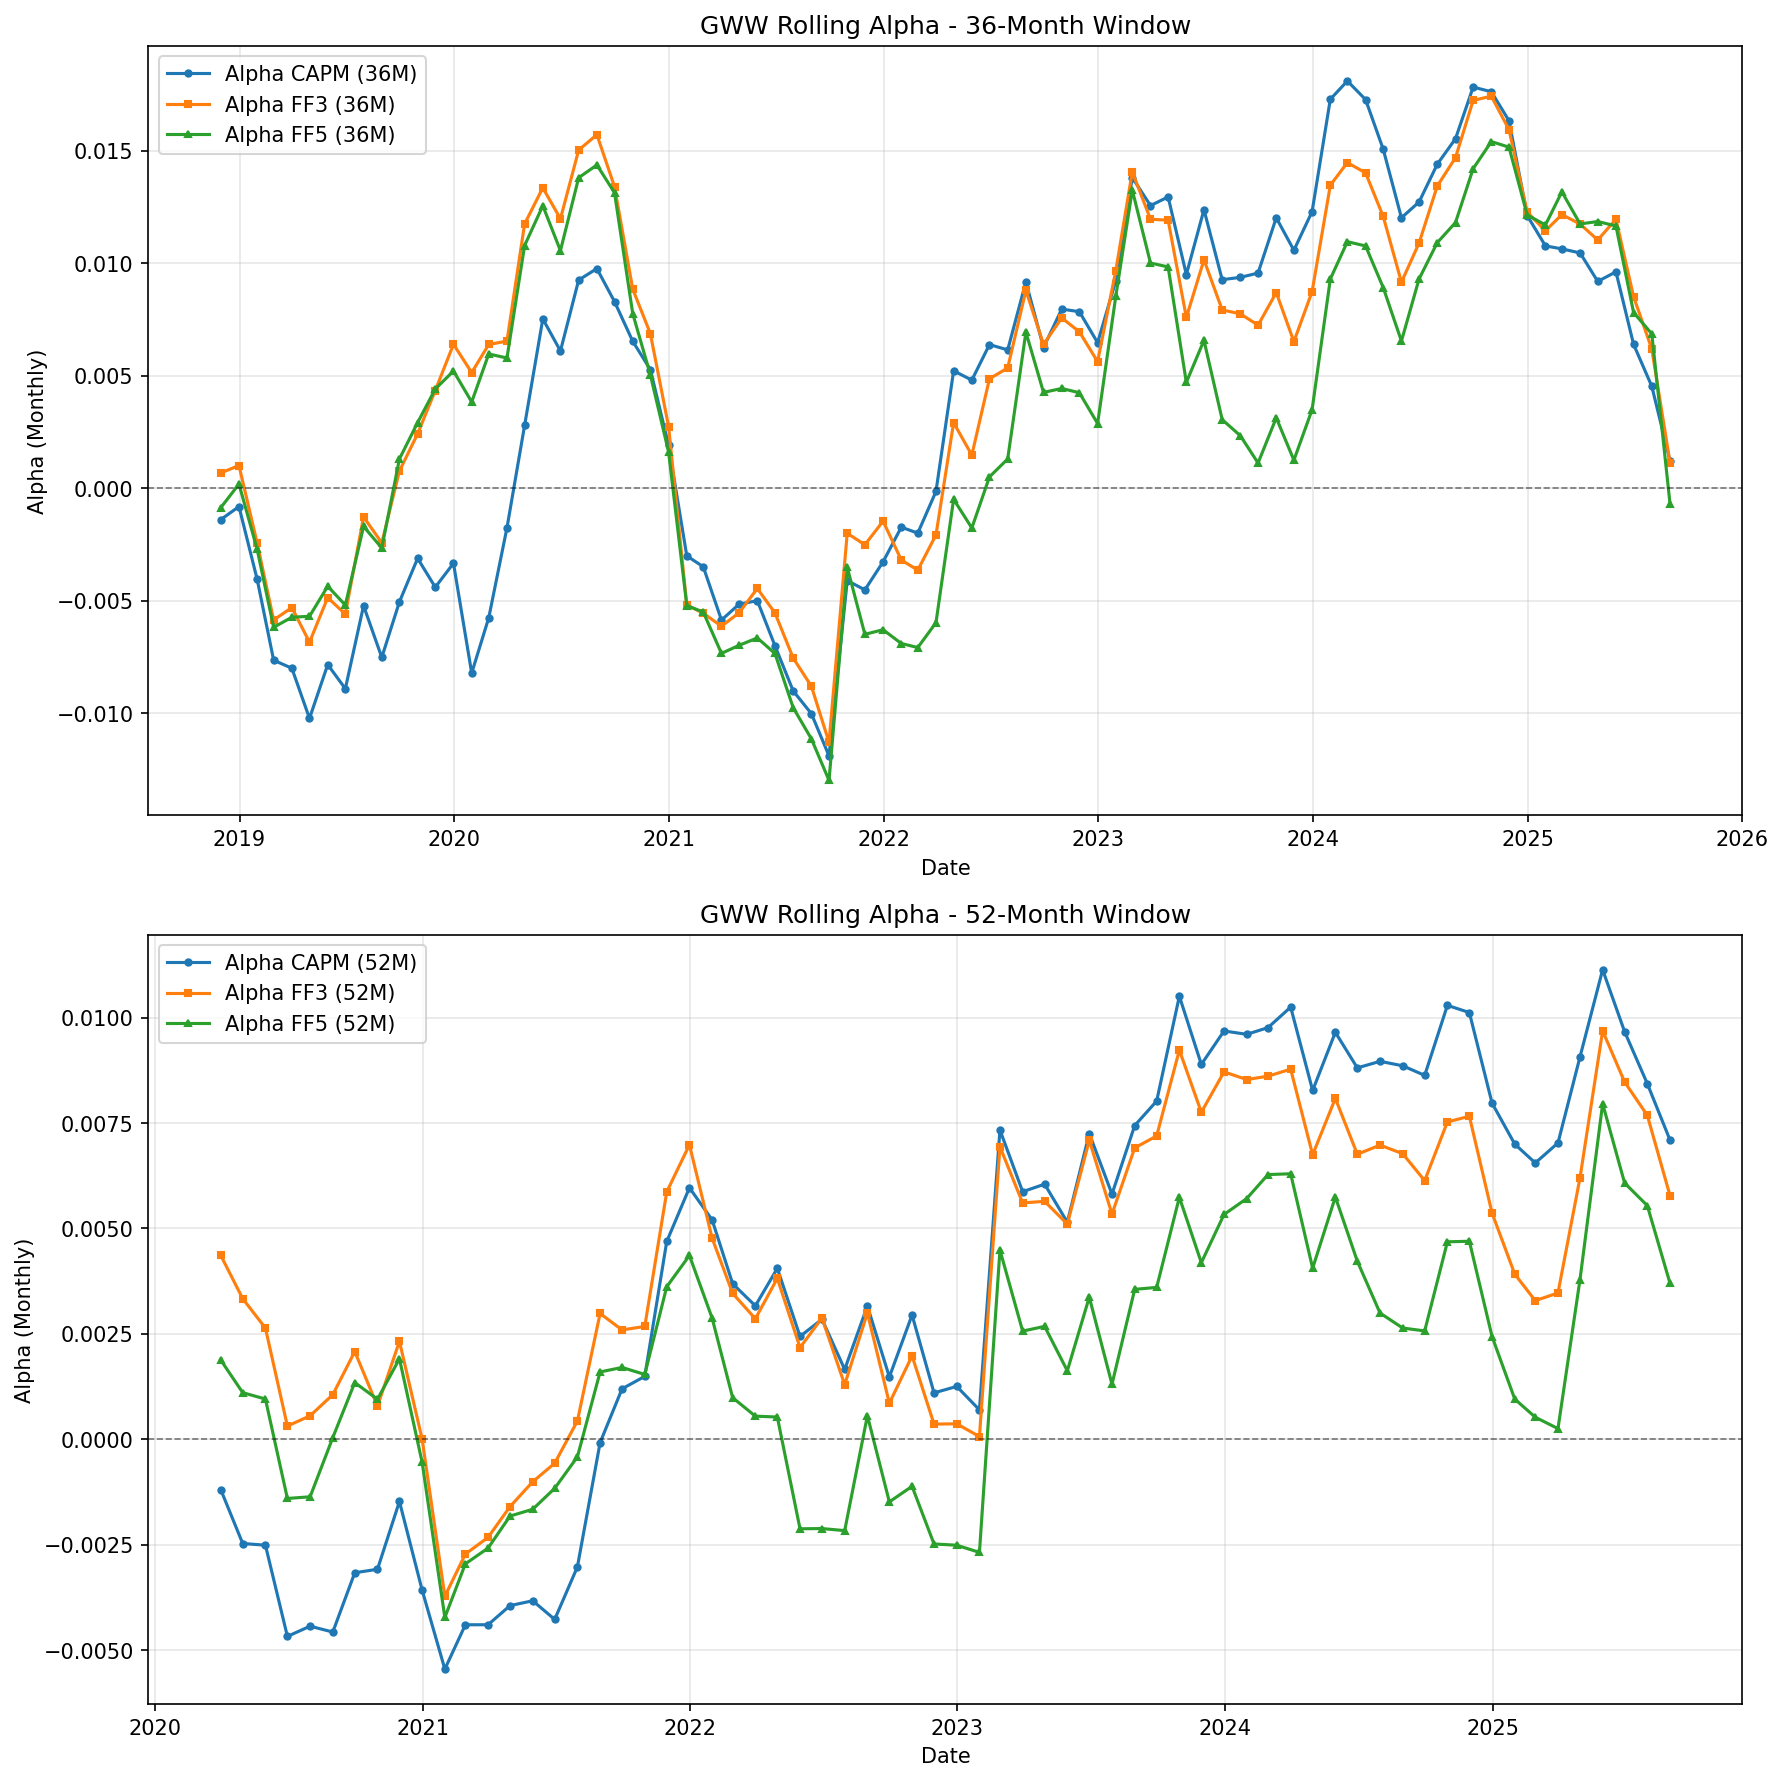 GWW Rolling Alpha - 36-Month Window
Alpha CAPM (36M)
Alpha FF3 (36M)
Alpha FF5 (36M)
Alpha (Monthly)
0.015
0.010
0.005
0.000
−0.005
−0.010
2019 2020 2021 2022 2023 2024 2025 2026
Date
GWW Rolling Alpha - 52-Month Window
Alpha CAPM (52M)
Alpha FF3 (52M)
Alpha FF5 (52M)
Alpha (Monthly)
0.0100
0.0075
0.0050
0.0025
0.0000
−0.0025
−0.0050
2020 2021 2022 2023 2024 2025
Date